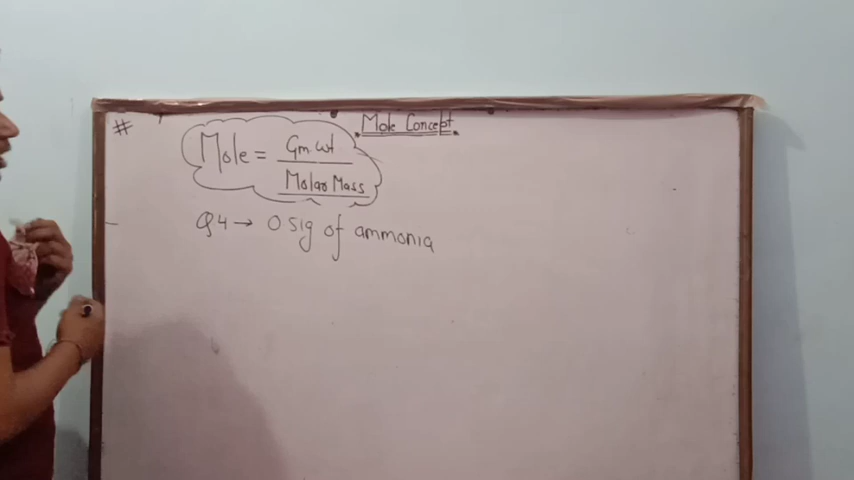 #
Mole Concept
Mole = Gm wt
Molar Mass
Q4 → 0.51g of ammonia